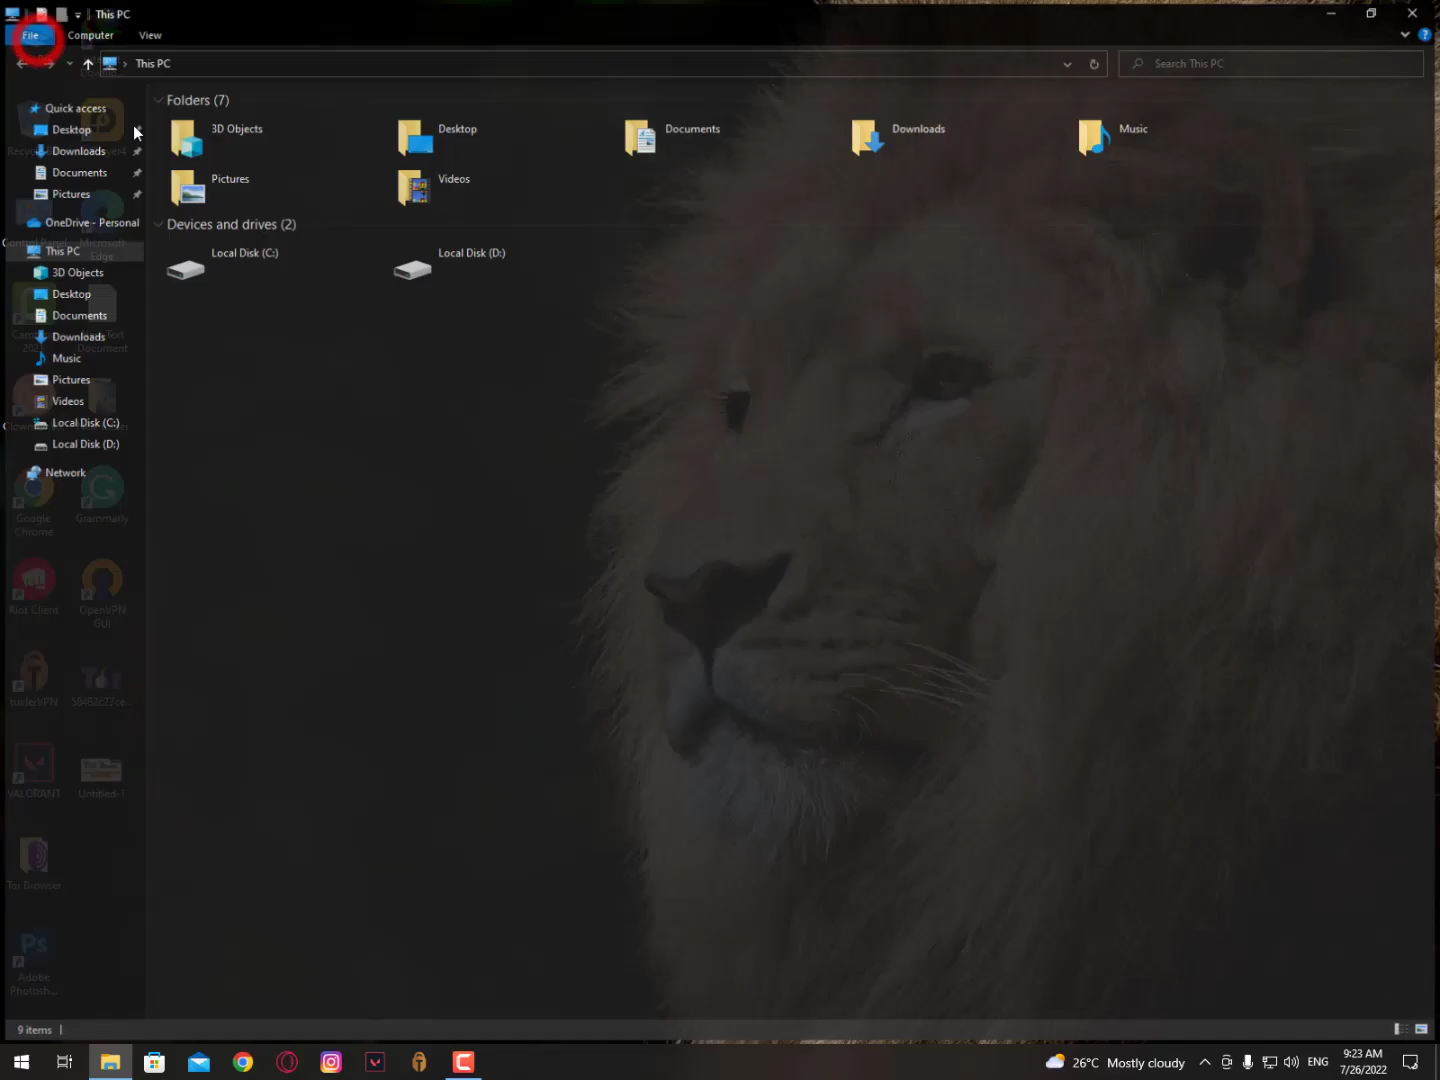 This PC
File Computer View
This PC
Search This PC
Quick access
Desktop
Downloads
Documents
Pictures
OneDrive - Personal
This PC
3D Objects
Desktop
Documents
Downloads
Music
Pictures
Videos
Local Disk (C:)
Local Disk (D:)
Network
Folders (7)
3D Objects
Desktop
Documents
Downloads
Music
Pictures
Videos
Devices and drives (2)
Local Disk (C:)
Local Disk (D:)
Microsoft
Edge
Document
Google
Chrome
Grammarly
Riot Client
OpenVPN
GUI
tuxlerVPN
58482c27ce...
VALORANT
Untitled-1
Tor Browser
Ps
Adobe
Photosh...
9 items
26°C Mostly cloudy
ENG
9:23 AM
7/26/2022